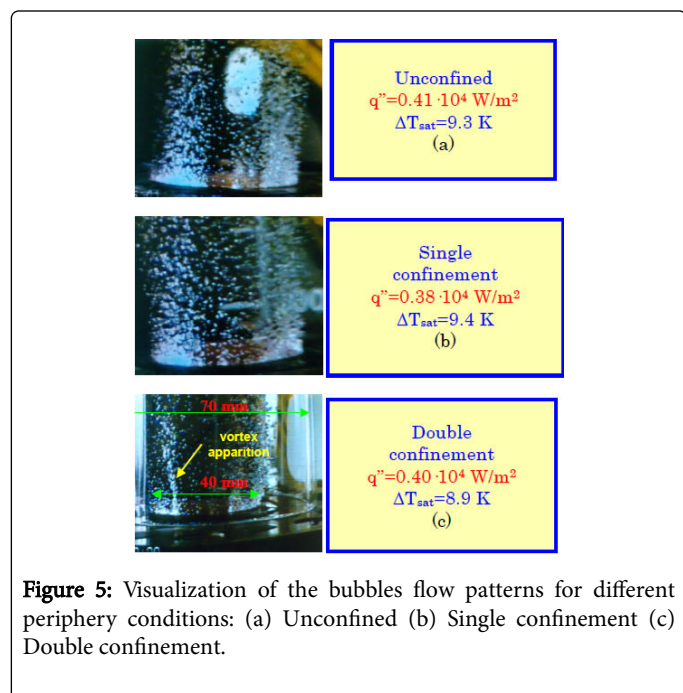 Unconfined
q”=0.41·10⁴ W/m²
ΔTsat=9.3 K
(a)
Single
confinement
q”=0.38·10⁴ W/m²
ΔTsat=9.4 K
(b)
70 mm
vortex
apparition
40 mm
Double
confinement
q”=0.40·10⁴ W/m²
ΔTsat=8.9 K
(c)
Figure 5: Visualization of the bubbles flow patterns for different
periphery conditions: (a) Unconfined (b) Single confinement (c)
Double confinement.